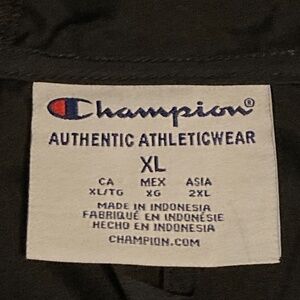 Champion®
AUTHENTIC ATHLETICWEAR
XL
CA MEX ASIA
XL/TG XG 2XL
MADE IN INDONESIA
FABRIQUÉ EN INDONÉSIE
HECHO EN INDONESIA
CHAMPION.COM